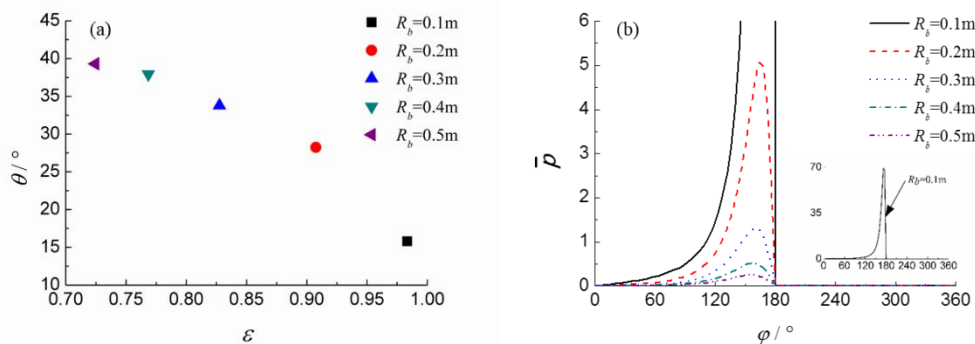 (a)
45
40
35
30
25
20
15
10
θ/ °
0.70 0.75 0.80 0.85 0.90 0.95 1.00
ε
R_b=0.1m
R_b=0.2m
R_b=0.3m
R_b=0.4m
R_b=0.5m
(b)
6
5
4
3
2
1
0
p̅
0 60 120 180 240 300 360
φ/ °
R_b=0.1m
R_b=0.2m
R_b=0.3m
R_b=0.4m
R_b=0.5m
70
35
0
0 60 120 180 240 300 360
Rb=0.1m